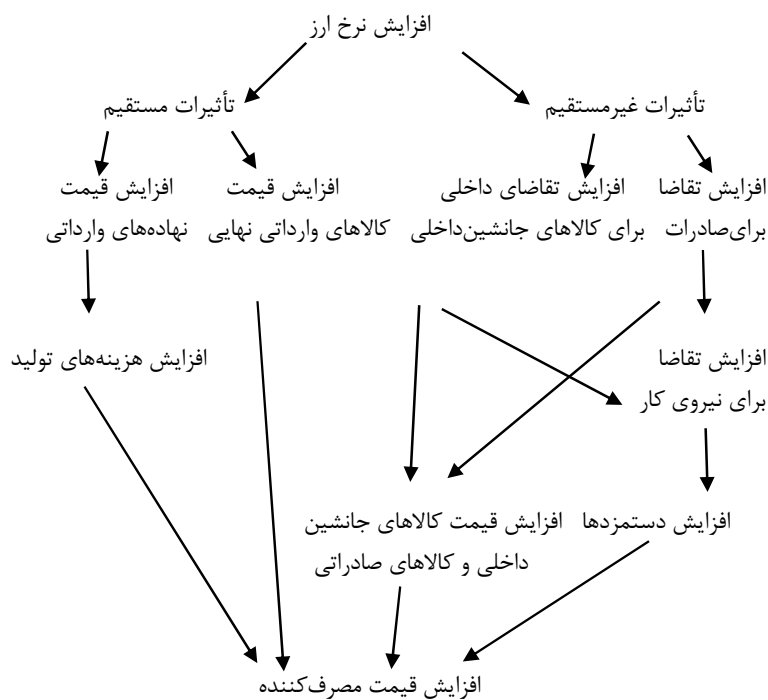 افزایش نرخ ارز
تأثیرات غیرمستقیم
تأثیرات مستقیم
افزایش تقاضا
برای‌صادرات
افزایش تقاضای داخلی
برای کالاهای جانشین‌داخلی
افزایش قیمت
کالاهای وارداتی نهایی
افزایش قیمت
نهاده‌های وارداتی
افزایش تقاضا
برای نیروی کار
افزایش هزینه‌های تولید
افزایش دستمزدها
افزایش قیمت کالاهای جانشین
داخلی و کالاهای صادراتی
افزایش قیمت مصرف‌کننده